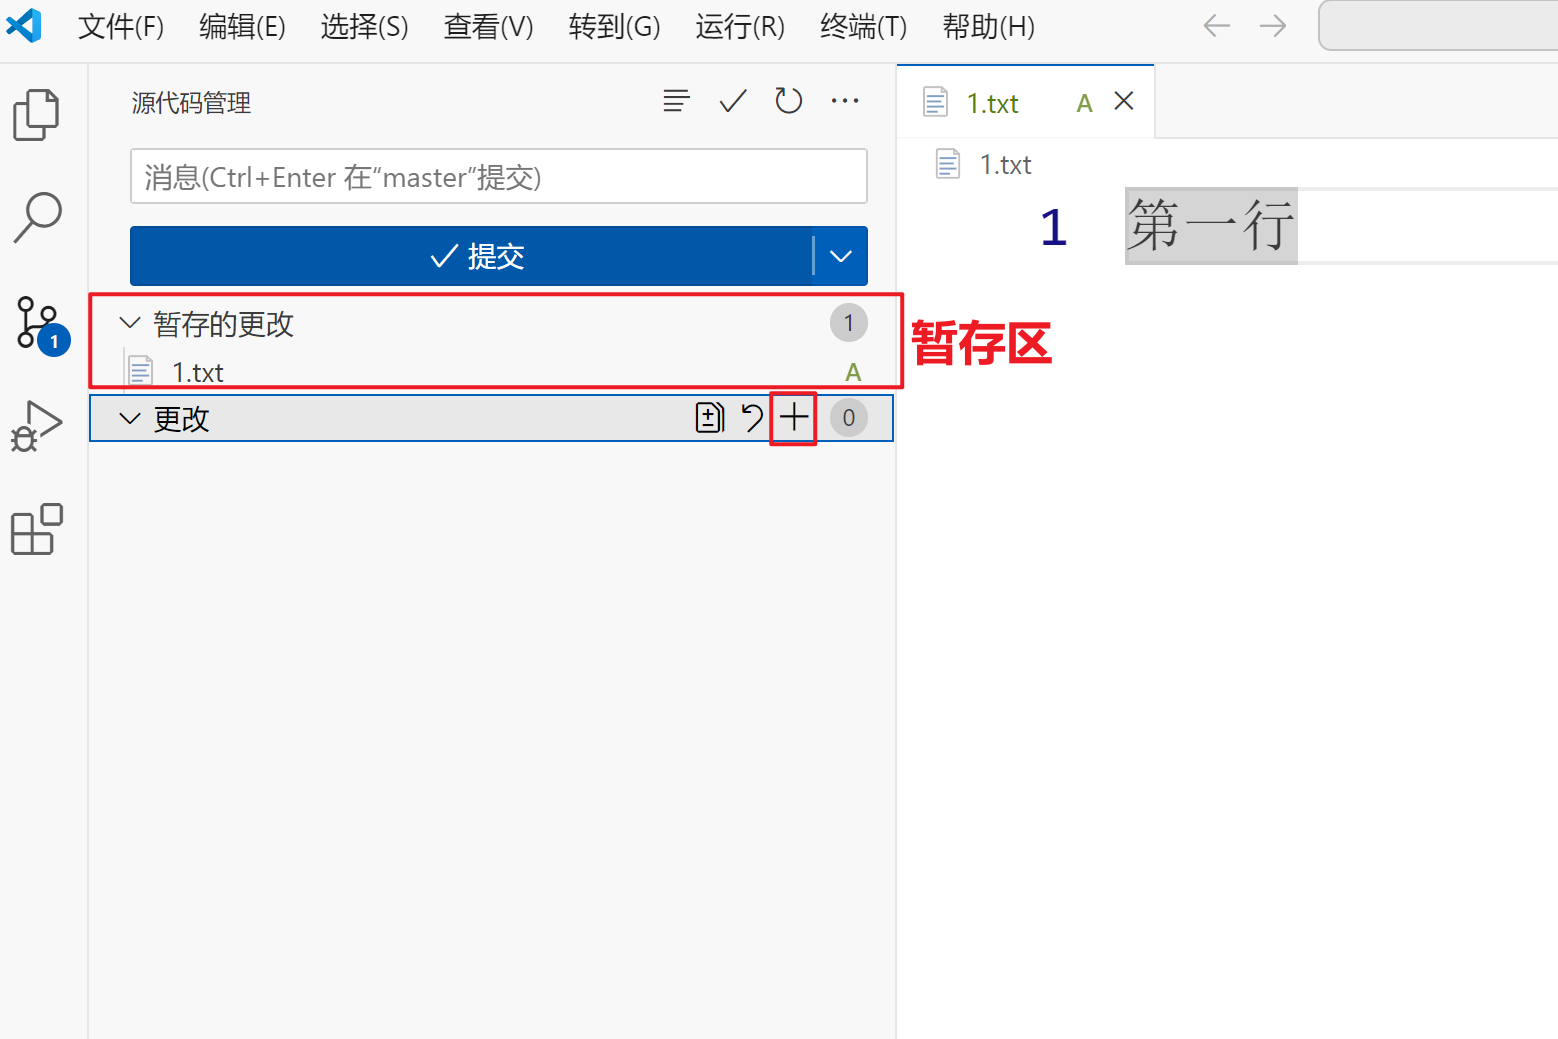 文件(F) 编辑(E) 选择(S) 查看(V) 转到(G) 运行(R) 终端(T) 帮助(H)
源代码管理
消息(Ctrl+Enter 在“master”提交)
提交
暂存的更改 1
1.txt A
更改 0
1
1.txt A
1.txt
1 第一行
暂存区